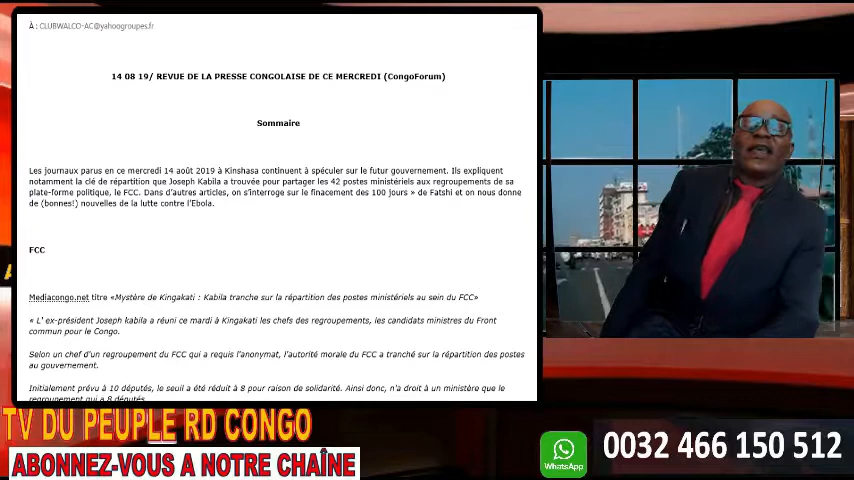 À : CLUBWALCO-AC@yahoogroupes.fr
14 08 19/ REVUE DE LA PRESSE CONGOLAISE DE CE MERCREDI (CongoForum)
Sommaire
Les journaux parus en ce mercredi 14 août 2019 à Kinshasa continuent à spéculer sur le futur gouvernement. Ils expliquent
notamment la clé de répartition que Joseph Kabila a trouvée pour partager les 42 postes ministériels aux regroupements de sa
plate-forme politique, le FCC. Dans d'autres articles, on s'interroge sur le finacement des 100 jours » de Fatshi et on nous donne
de (bonnes!) nouvelles de la lutte contre l'Ebola.
FCC
Mediacongo.net titre «Mystère de Kingakati : Kabila tranche sur la répartition des postes ministériels au sein du FCC»
« L' ex-président Joseph kabila a réuni ce mardi à Kingakati les chefs des regroupements, les candidats ministres du Front
commun pour le Congo.
Selon un chef d'un regroupement du FCC qui a requis l'anonymat, l'autorité morale du FCC a tranché sur la répartition des postes
au gouvernement.
Initialement prévu à 10 députés, le seuil a été réduit à 8 pour raison de solidarité. Ainsi donc, n'a droit à un ministère que le
regroupement qui a 8 députés.
TV DU PEUPLE RD CONGO
ABONNEZ-VOUS A NOTRE CHAÎNE
WhatsApp
0032 466 150 512